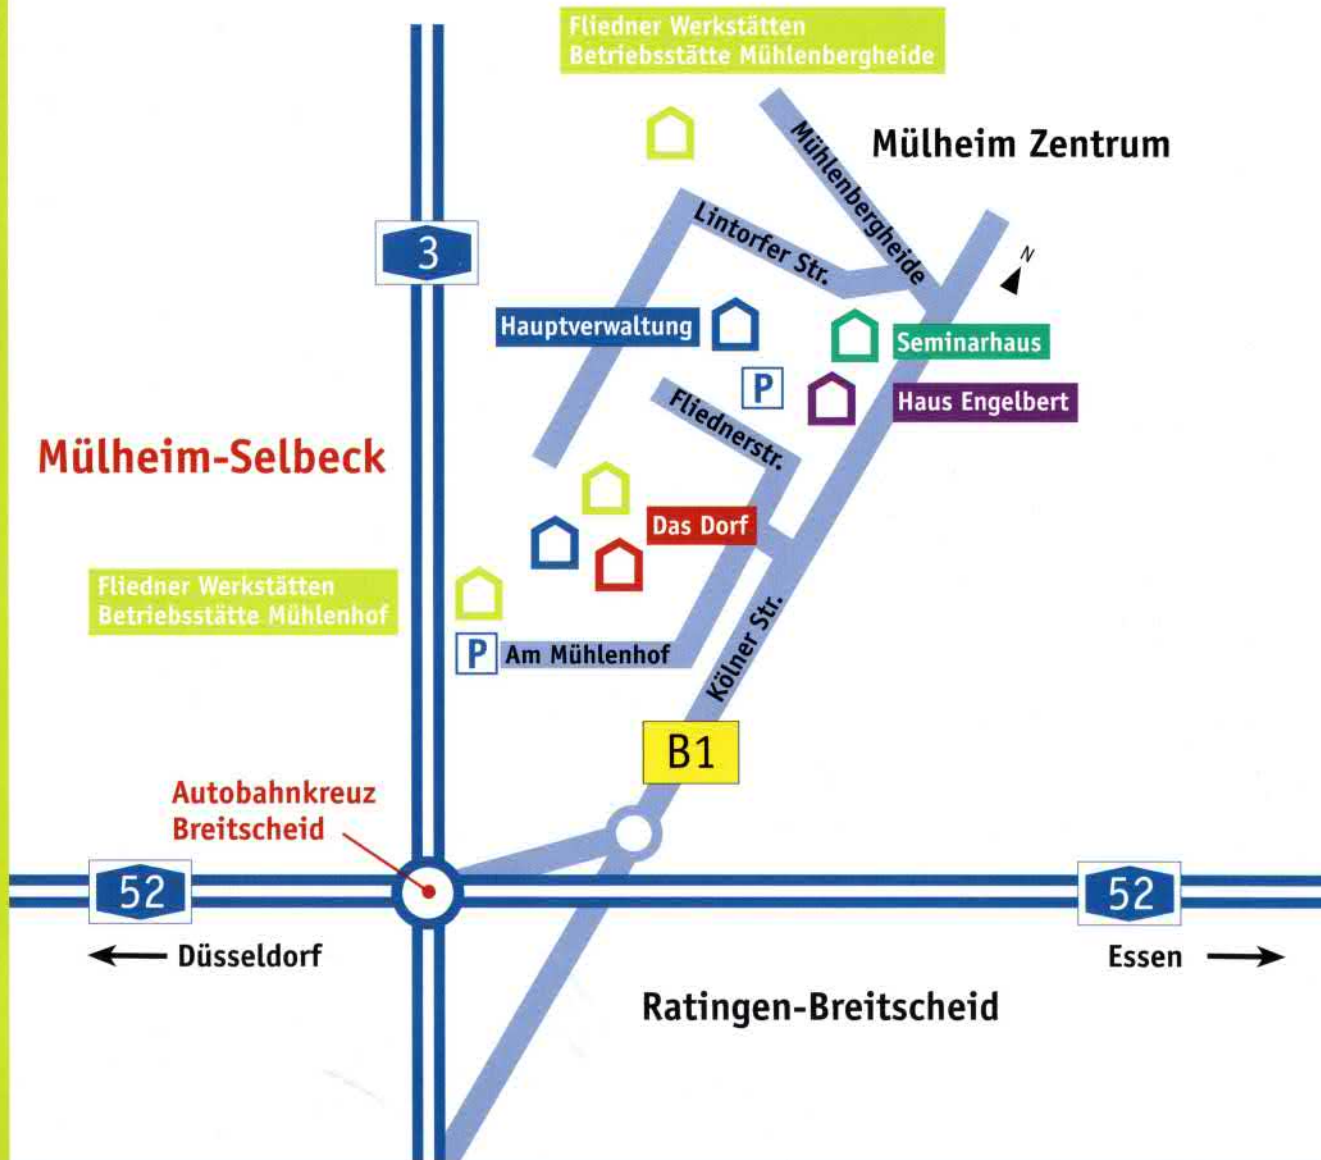 Fliedner Werkstätten
Betriebsstätte Mühlenbergheide
Mülheim Zentrum
Mühlenbergheide
Lintorfer Str.
3
N
Hauptverwaltung
Seminarhaus
P
Haus Engelbert
Fliednerstr.
Mülheim-Selbeck
Das Dorf
Fliedner Werkstätten
Betriebsstätte Mühlenhof
P
Am Mühlenhof
Kölner Str.
B1
Autobahnkreuz
Breitscheid
52
52
Düsseldorf
Essen
Ratingen-Breitscheid